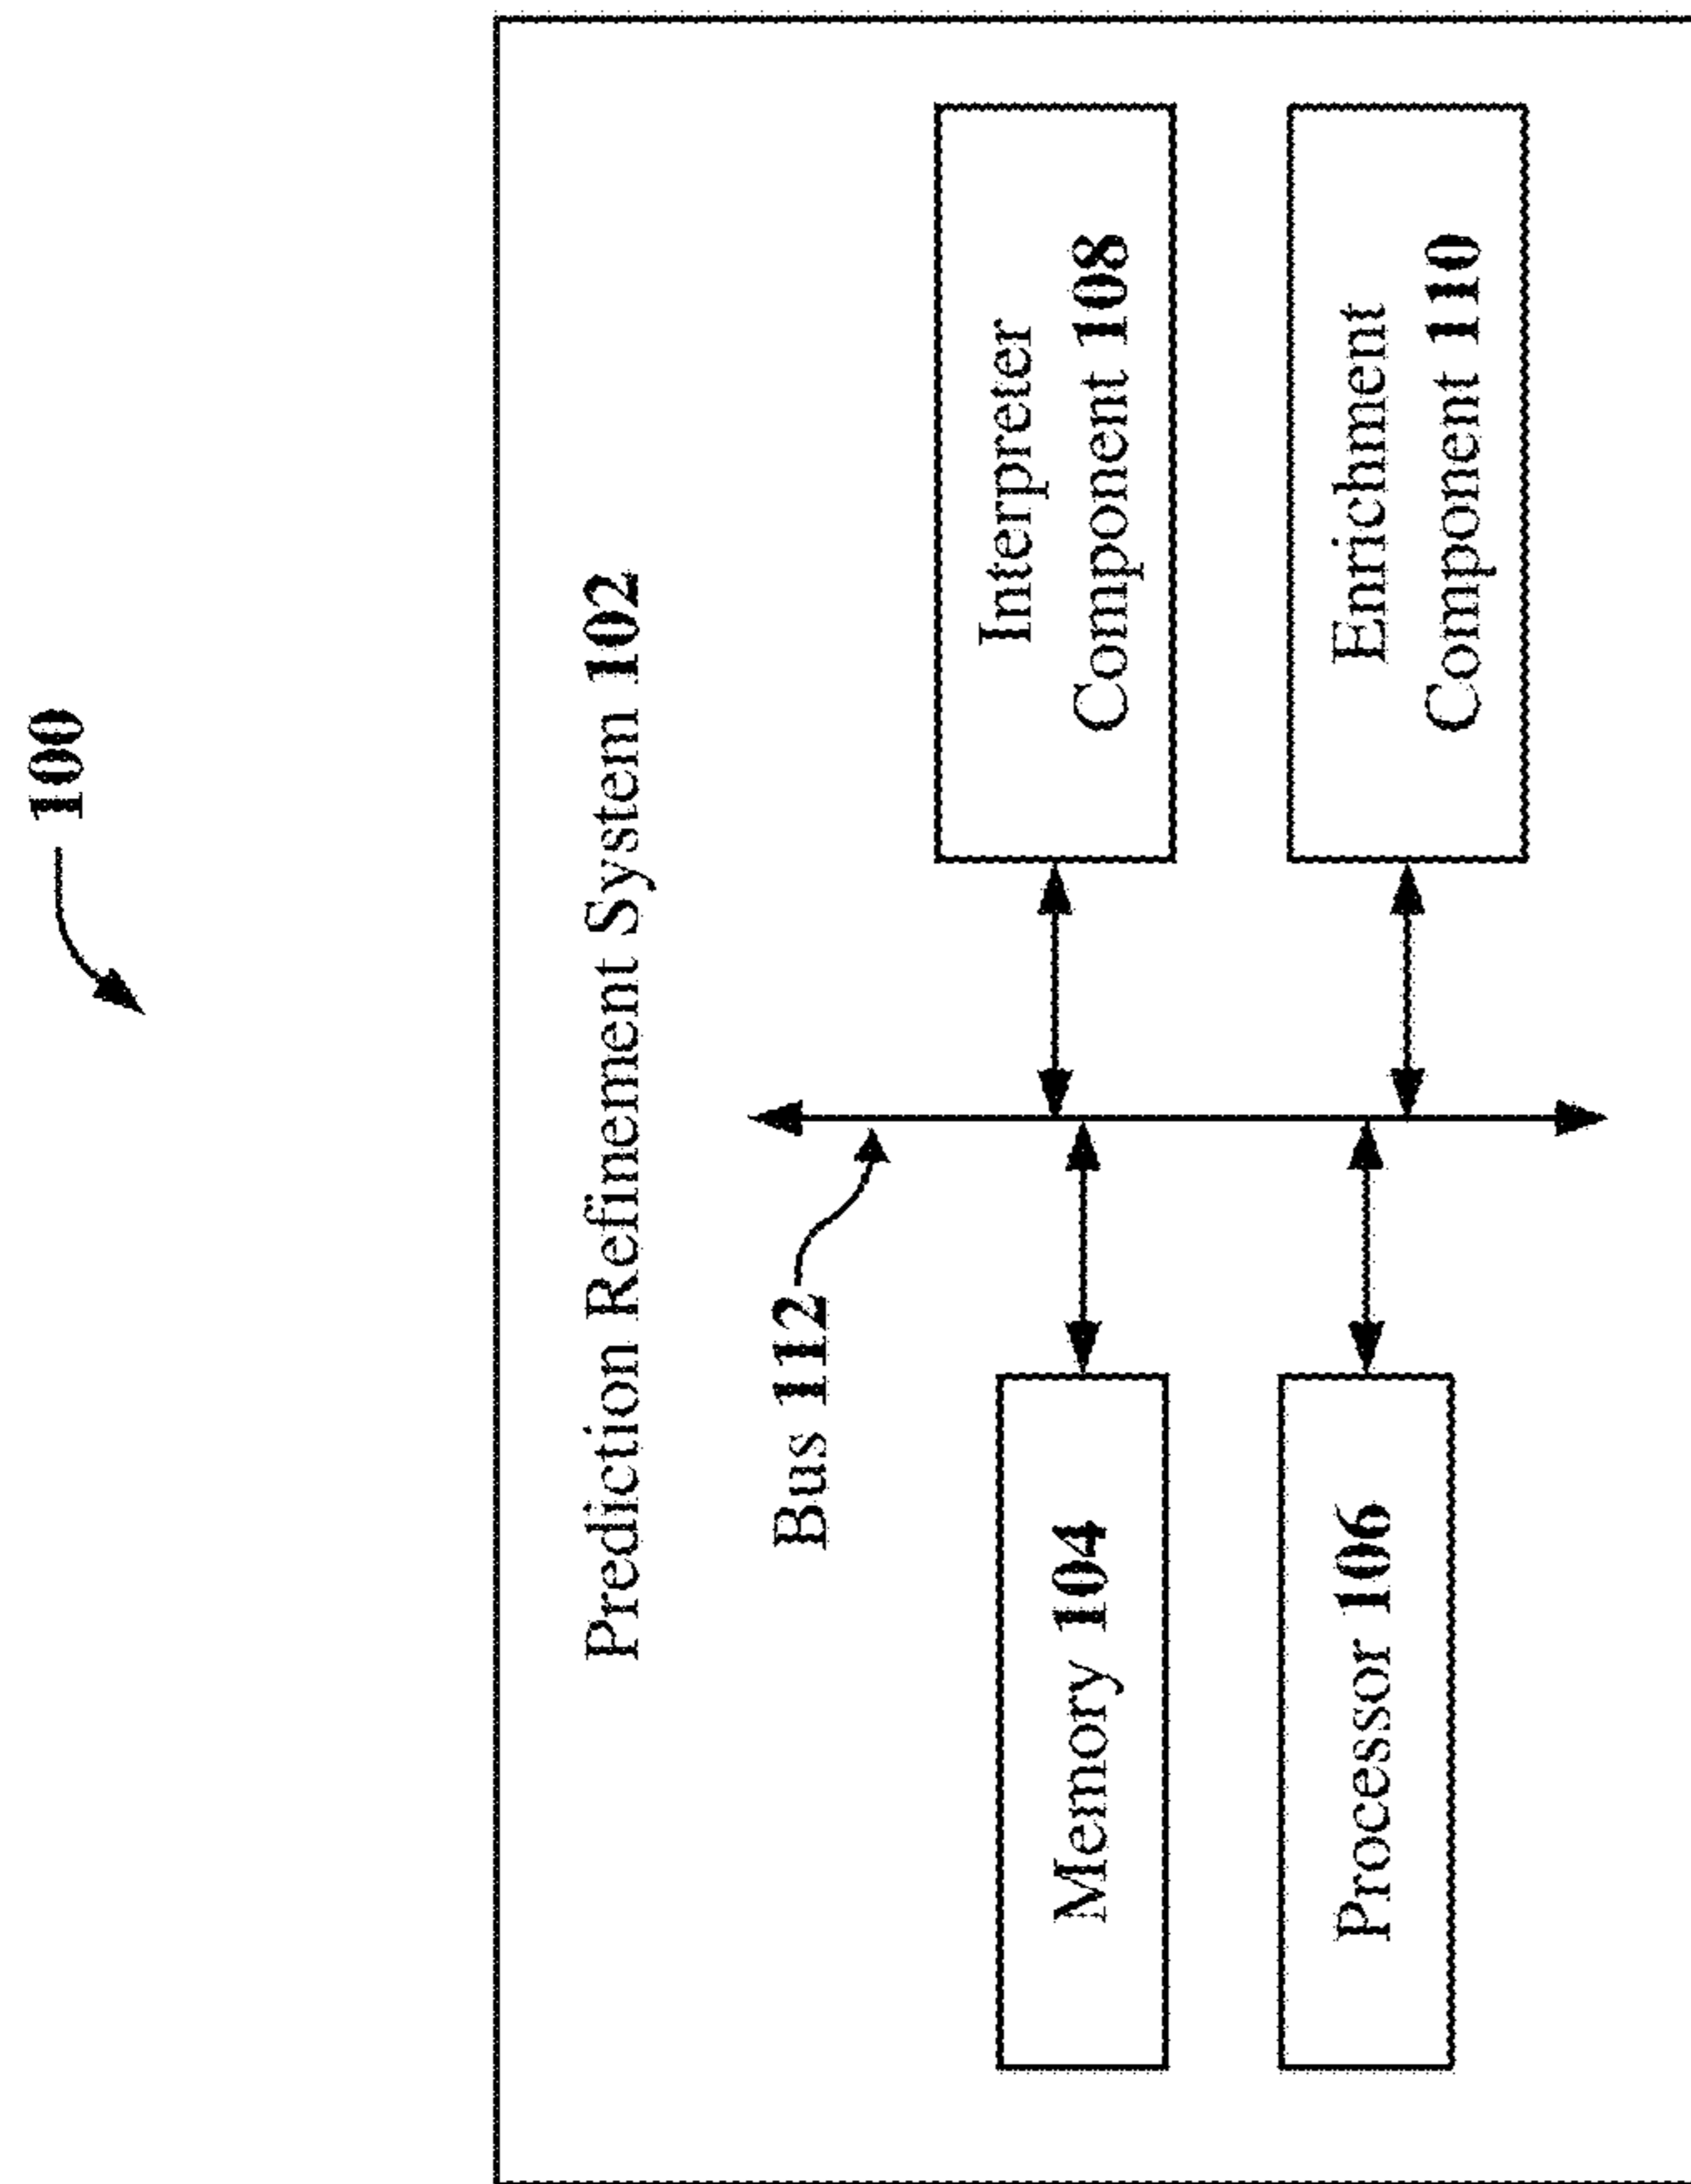 100
Prediction Refinement System 102
Bus 112
Memory 104
Interpreter
Component 108
Processor 106
Enrichment
Component 110